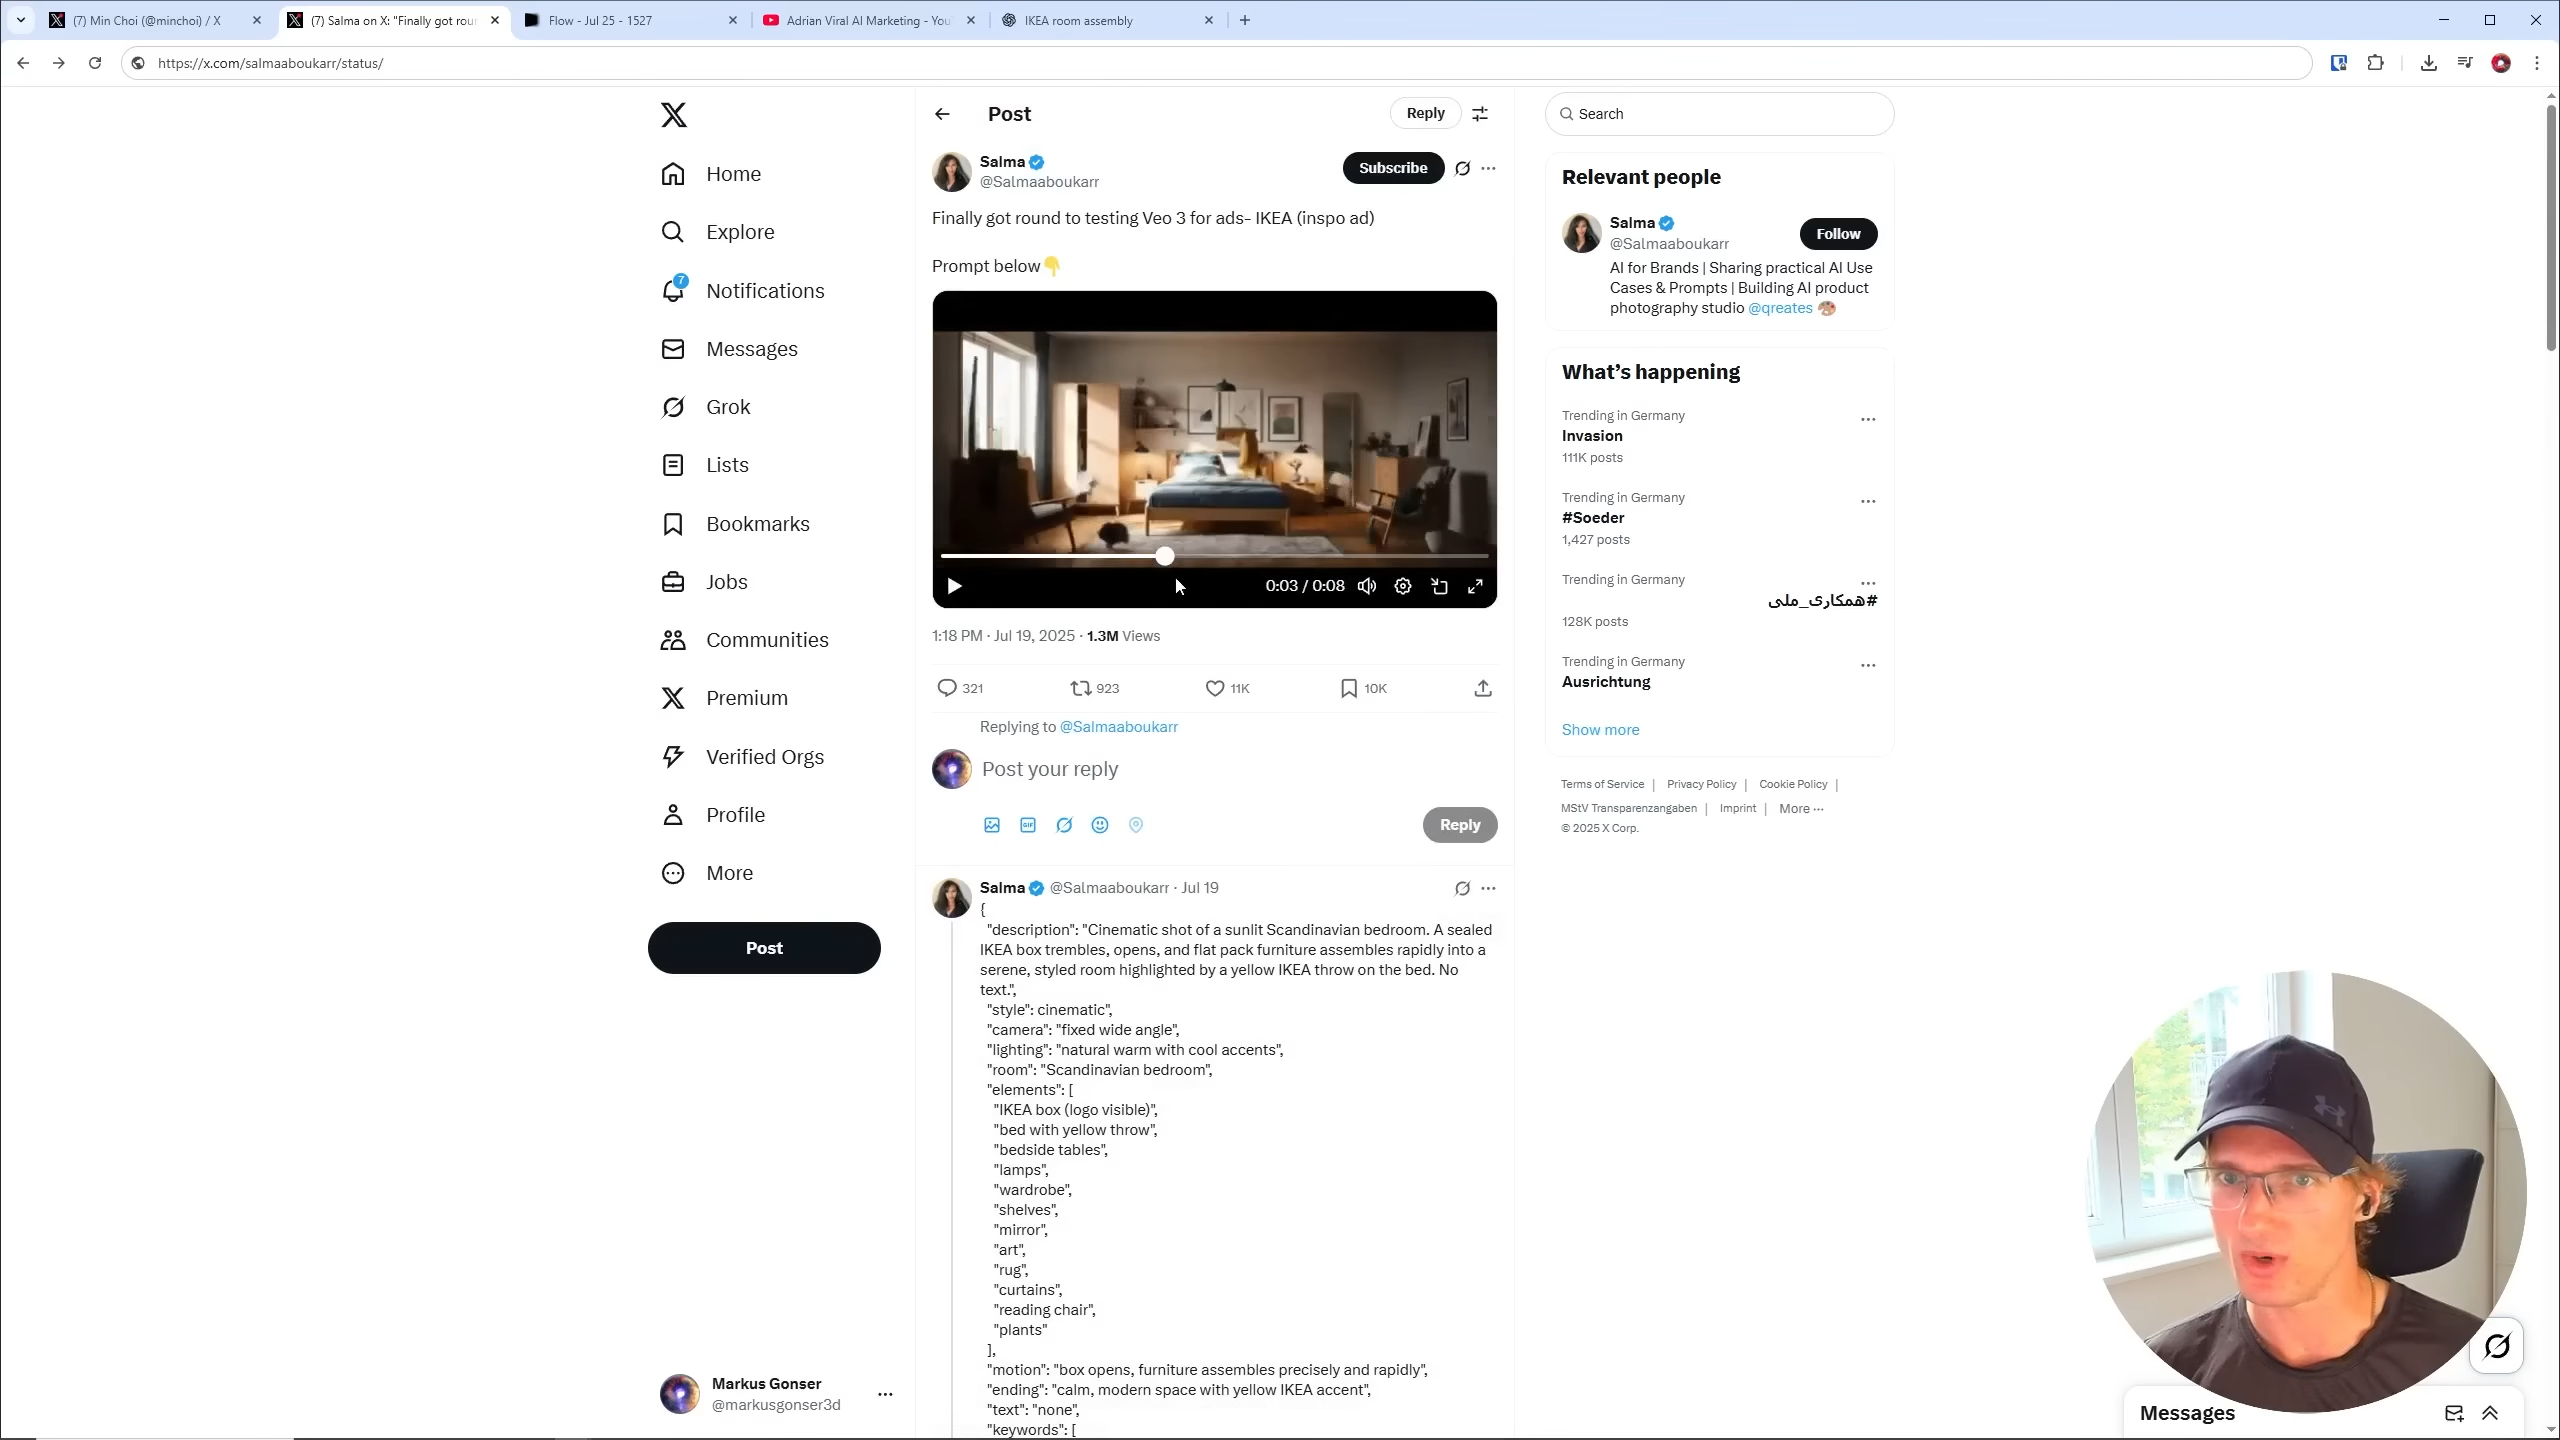 (7) Min Choi (@minchoi) / X
(7) Salma on X: "Finally got rour
Flow - Jul 25 - 1527
Adrian Viral AI Marketing - You
IKEA room assembly
https://x.com/salmaaboukarr/status/
Home
Explore
7
Notifications
Messages
Grok
Lists
Bookmarks
Jobs
Communities
Premium
Verified Orgs
Profile
More
Post
Markus Gonser
@markusgonser3d
Post
Reply
Salma
@Salmaaboukarr
Subscribe
Finally got round to testing Veo 3 for ads- IKEA (inspo ad)
Prompt below👇
0:03 / 0:08
1:18 PM · Jul 19, 2025 · 1.3M Views
321
923
11K
10K
Replying to @Salmaaboukarr
Post your reply
GIF
Reply
Salma @Salmaaboukarr · Jul 19
{
"description": "Cinematic shot of a sunlit Scandinavian bedroom. A sealed
IKEA box trembles, opens, and flat pack furniture assembles rapidly into a
serene, styled room highlighted by a yellow IKEA throw on the bed. No
text.",
"style": cinematic",
"camera": "fixed wide angle",
"lighting": "natural warm with cool accents",
"room": "Scandinavian bedroom",
"elements": [
"IKEA box (logo visible)",
"bed with yellow throw",
"bedside tables",
"lamps",
"wardrobe",
"shelves",
"mirror",
"art",
"rug",
"curtains",
"reading chair",
"plants"
],
"motion": "box opens, furniture assembles precisely and rapidly",
"ending": "calm, modern space with yellow IKEA accent",
"text": "none",
"keywords": [
Search
Relevant people
Salma
@Salmaaboukarr
Follow
AI for Brands | Sharing practical AI Use
Cases & Prompts | Building AI product
photography studio @qreates 🎨
What's happening
Trending in Germany
Invasion
111K posts
Trending in Germany
#Soeder
1,427 posts
Trending in Germany
#همکاری_ملی
128K posts
Trending in Germany
Ausrichtung
Show more
Terms of Service | Privacy Policy | Cookie Policy |
MStV Transparenzangaben | Imprint | More ···
© 2025 X Corp.
Messages